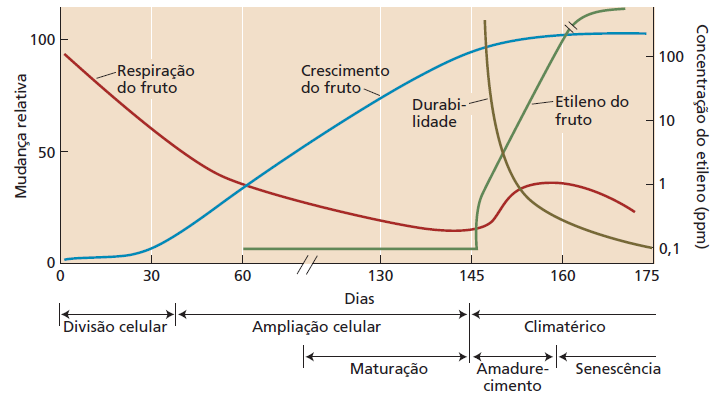 Mudança relativa
100
50
0
Respiração
do fruto
Crescimento
do fruto
Durabi-
lidade
Etileno do
fruto
100
10
1
0,1
Concentração do etileno (ppm)
0 30 60 130 145 160 175
Dias
Divisão celular Ampliação celular Climatérico
Maturação Amadure-
cimento Senescência